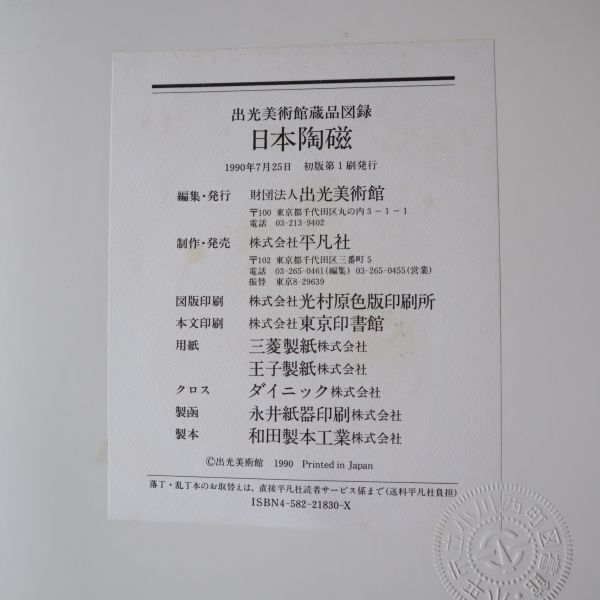 出光美術館蔵品図録
日本陶磁
1990年7月25日 初版第1刷発行
編集・発行 財団法人出光美術館
〒100 東京都千代田区丸の内3-1-1
電話 03-213-9402
制作・発売 株式会社平凡社
〒102 東京都千代田区三番町5
電話 03-265-0461(編集) 03-265-0455(営業)
振替 東京8-29639
図版印刷 株式会社光村原色版印刷所
本文印刷 株式会社東京印書館
用紙 三菱製紙株式会社
王子製紙株式会社
クロス ダイニック株式会社
製函 永井紙器印刷株式会社
製本 和田製本工業株式会社
©出光美術館 1990 Printed in Japan
落丁・乱丁本のお取替えは、直接平凡社読者サービス係まで(送料平凡社負担)
ISBN4-582-21830-X